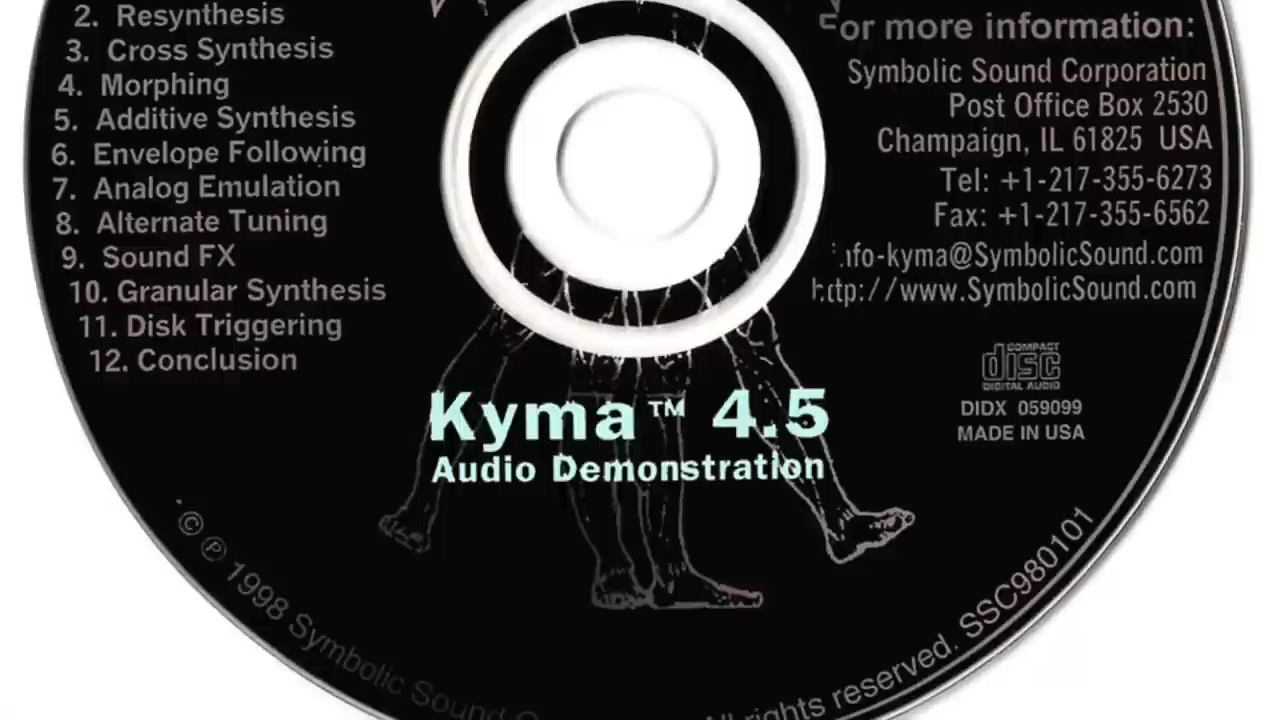 2. Resynthesis
3. Cross Synthesis
4. Morphing
5. Additive Synthesis
6. Envelope Following
7. Analog Emulation
8. Alternate Tuning
9. Sound FX
10. Granular Synthesis
11. Disk Triggering
12. Conclusion
For more information:
Symbolic Sound Corporation
Post Office Box 2530
Champaign, IL 61825 USA
Tel: +1-217-355-6273
Fax: +1-217-355-6562
info-kyma@SymbolicSound.com
http://www.SymbolicSound.com
COMPACT
disc
DIGITAL AUDIO
DIDX 059099
MADE IN USA
Kyma™ 4.5
Audio Demonstration
© ℗ 1998 Symbolic Sound
All rights reserved. SSC980101